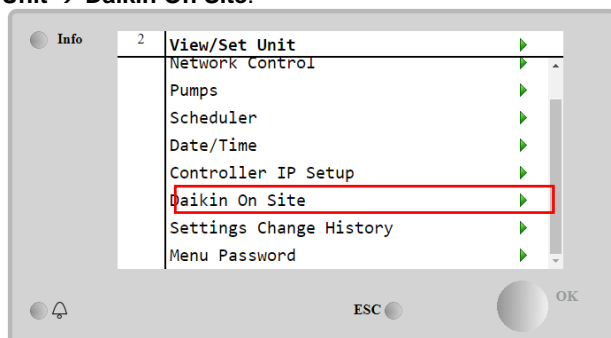 Unit → Daikin On Site.
Info
2 View/Set Unit
Network Control
Pumps
Scheduler
Date/Time
Controller IP Setup
Daikin On Site
Settings Change History
Menu Password
ESC
OK